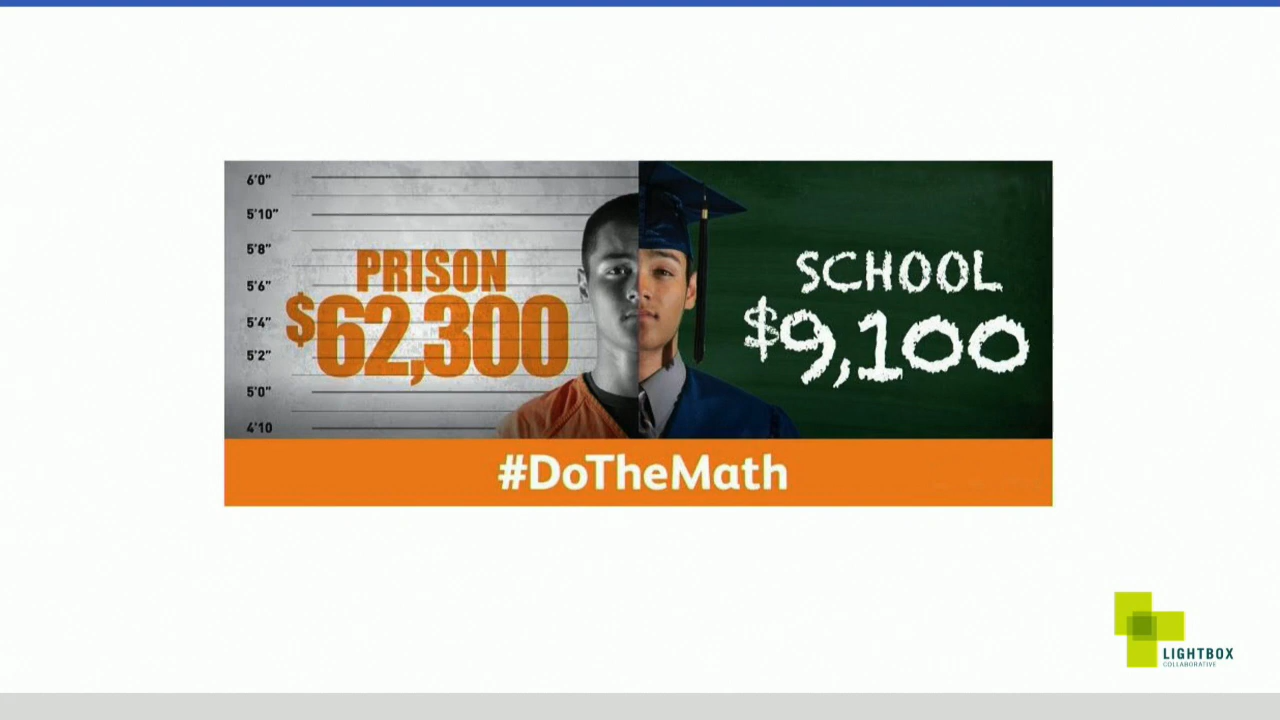 6'0"
5'10"
5'8"
5'6"
5'4"
5'2"
5'0"
4'10
PRISON
$62,300
SCHOOL
$9,100
#DoTheMath
LIGHTBOX
COLLABORATIVE